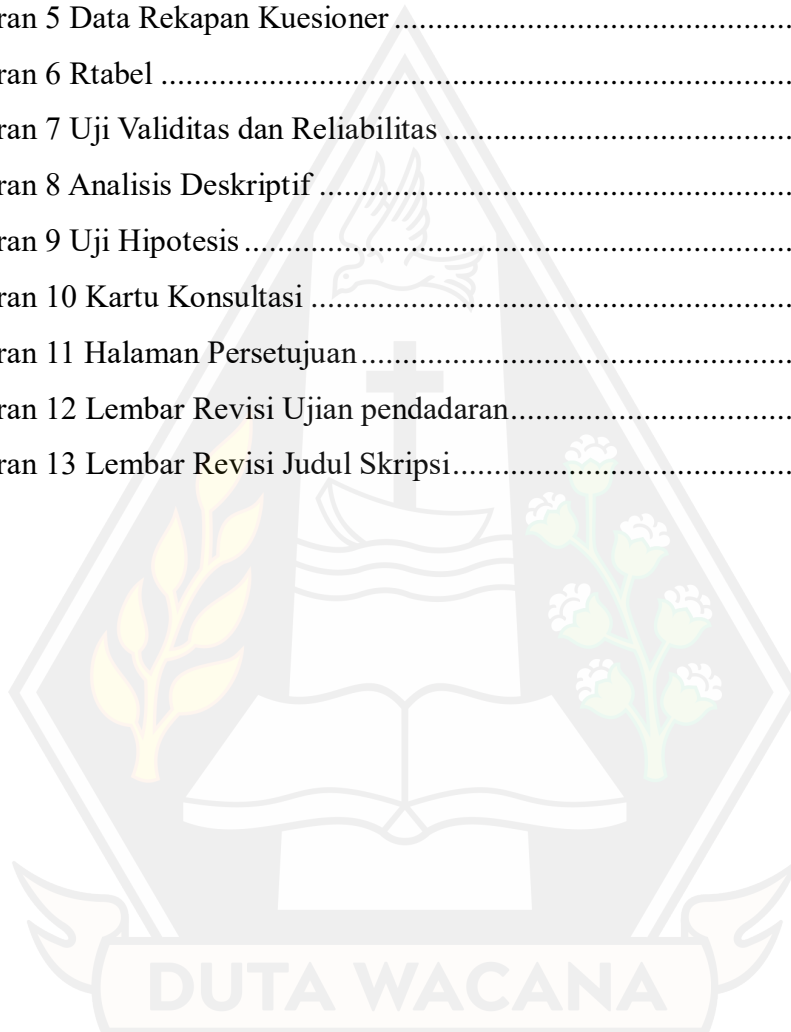 ran 5 Data Rekapan Kuesioner ..........................................
ran 6 Rtabel ..........................................................................
ran 7 Uji Validitas dan Reliabilitas .....................................
ran 8 Analisis Deskriptif ....................................................
ran 9 Uji Hipotesis ...............................................................
ran 10 Kartu Konsultasi .....................................................
ran 11 Halaman Persetujuan ...............................................
ran 12 Lembar Revisi Ujian pendadaran..............................
ran 13 Lembar Revisi Judul Skripsi.....................................
DUTA WACANA